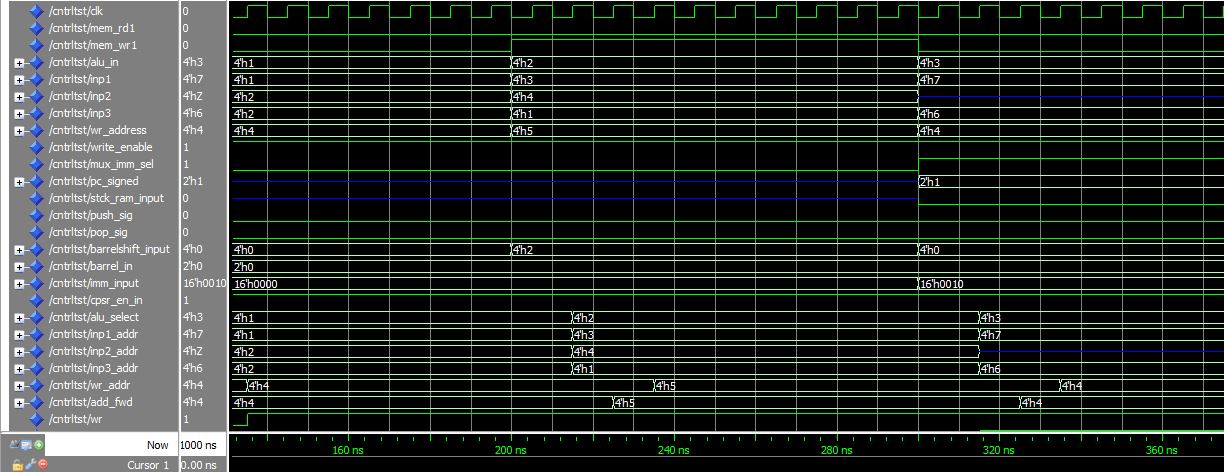 /cntrltst/clk 0
/cntrltst/mem_rd1 0
/cntrltst/mem_wr1 0
/cntrltst/alu_in 4'h3 4'h1 4'h2 4'h3
/cntrltst/inp1 4'h7 4'h1 4'h3 4'h7
/cntrltst/inp2 4'hZ 4'h2 4'h4
/cntrltst/inp3 4'h6 4'h2 4'h1 4'h6
/cntrltst/wr_address 4'h4 4'h4 4'h5 4'h4
/cntrltst/write_enable 1
/cntrltst/mux_imm_sel 1
/cntrltst/pc_signed 2'h1 2'h1
/cntrltst/stck_ram_input 0
/cntrltst/push_sig 0
/cntrltst/pop_sig 0
/cntrltst/barrelshift_input 4'h0 4'h0 4'h2 4'h0
/cntrltst/barrel_in 2'h0 2'h0
/cntrltst/imm_input 16'h0010 16'h0000 16'h0010
/cntrltst/cpsr_en_in 1
/cntrltst/alu_select 4'h3 4'h1 4'h2 4'h3
/cntrltst/inp1_addr 4'h7 4'h1 4'h3 4'h7
/cntrltst/inp2_addr 4'hZ 4'h2 4'h4
/cntrltst/inp3_addr 4'h6 4'h2 4'h1 4'h6
/cntrltst/wr_addr 4'h4 4'h4 4'h5 4'h4
/cntrltst/add_fwd 4'h4 4'h4 4'h5 4'h4
/cntrltst/wr 1
Now 1000 ns 160 ns 200 ns 240 ns 280 ns 320 ns 360 ns
Cursor 1 0.00 ns